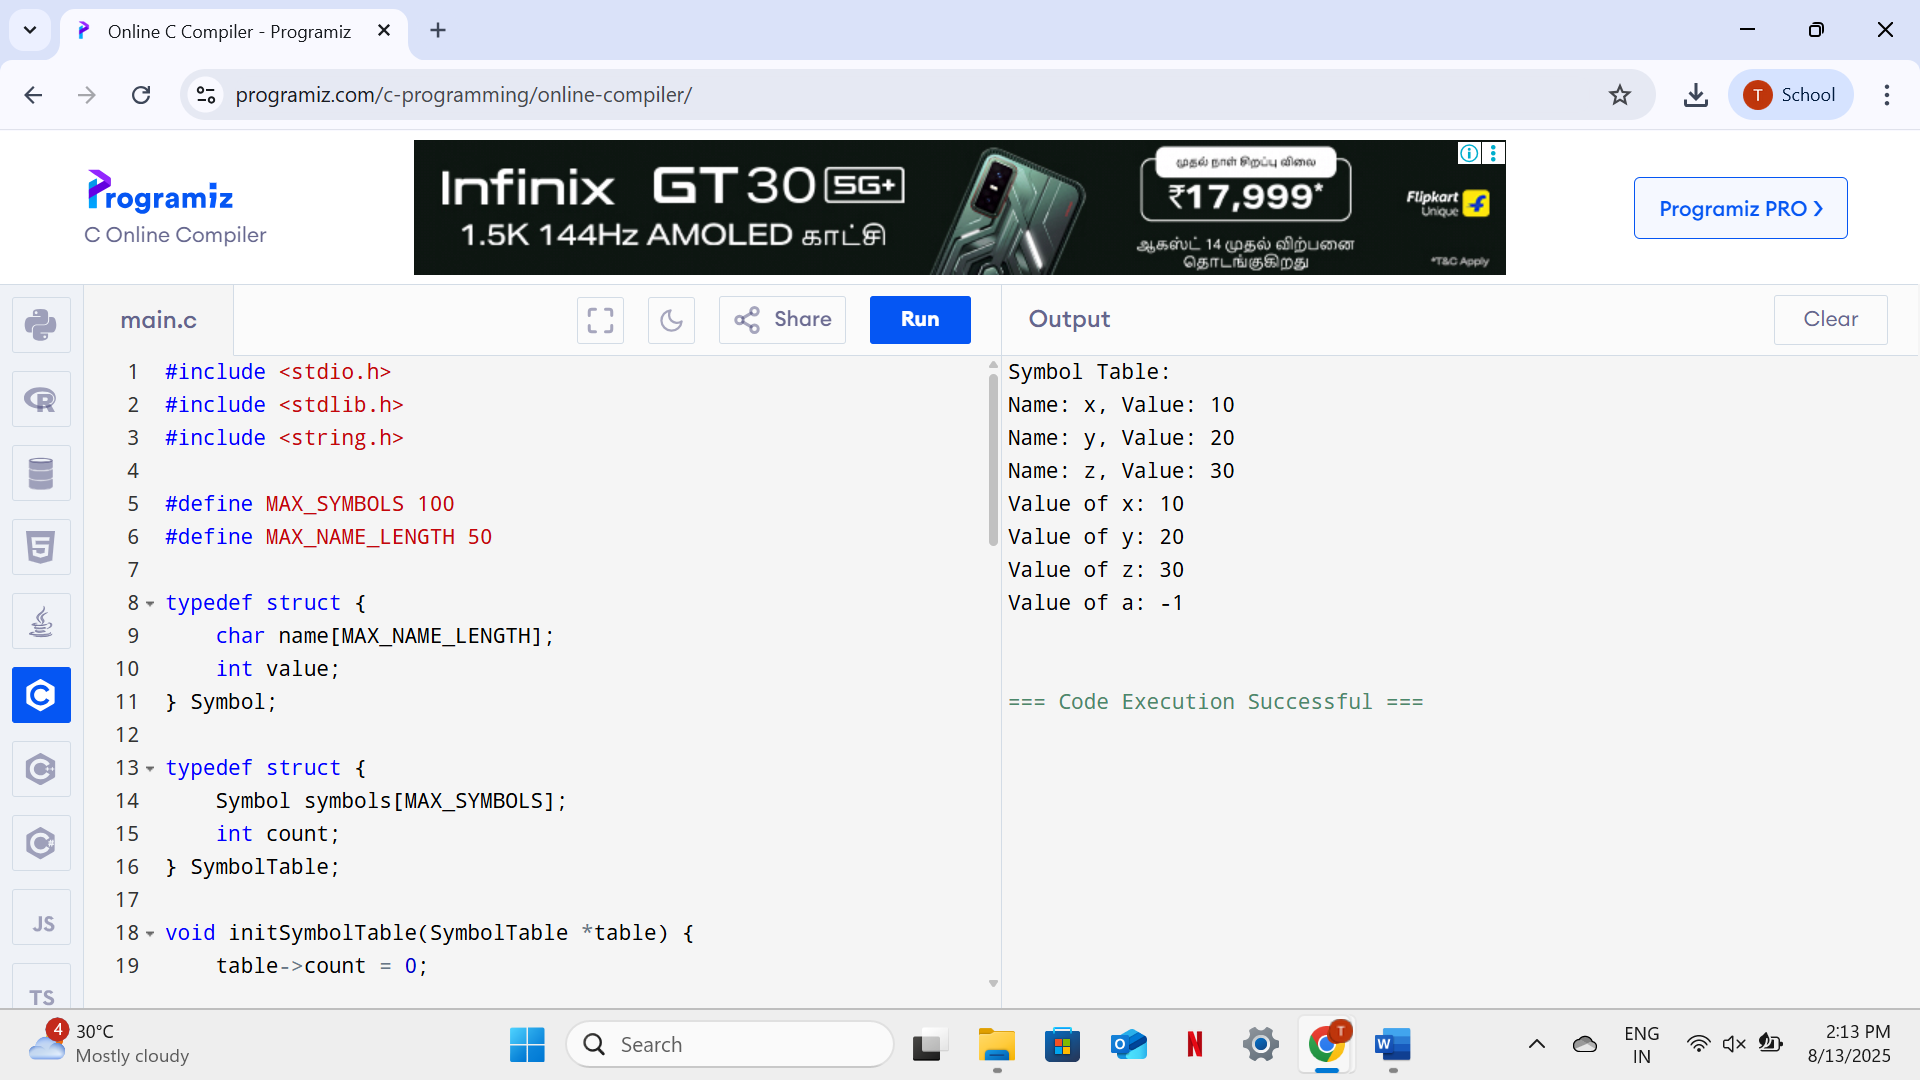 Online C Compiler - Programiz
programiz.com/c-programming/online-compiler/
T School
Programiz
C Online Compiler
Infinix GT 30 5G+
1.5K 144Hz AMOLED காட்சி
முதல் நாள் சிறப்பு விலை
₹17,999*
ஆகஸ்ட் 14 முதல் விற்பனை
தொடங்குகிறது
Flipkart
Unique
*T&C Apply
Programiz PRO
main.c
Share
Run
Output
Clear
1 #include <stdio.h>
2 #include <stdlib.h>
3 #include <string.h>
4
5 #define MAX_SYMBOLS 100
6 #define MAX_NAME_LENGTH 50
7
8 typedef struct {
9     char name[MAX_NAME_LENGTH];
10     int value;
11 } Symbol;
12
13 typedef struct {
14     Symbol symbols[MAX_SYMBOLS];
15     int count;
16 } SymbolTable;
17
18 void initSymbolTable(SymbolTable *table) {
19     table->count = 0;
Symbol Table:
Name: x, Value: 10
Name: y, Value: 20
Name: z, Value: 30
Value of x: 10
Value of y: 20
Value of z: 30
Value of a: -1
=== Code Execution Successful ===
R
5
C
C
C#
JS
TS
4
30°C
Mostly cloudy
Search
N
T
W
ENG
IN
2:13 PM
8/13/2025